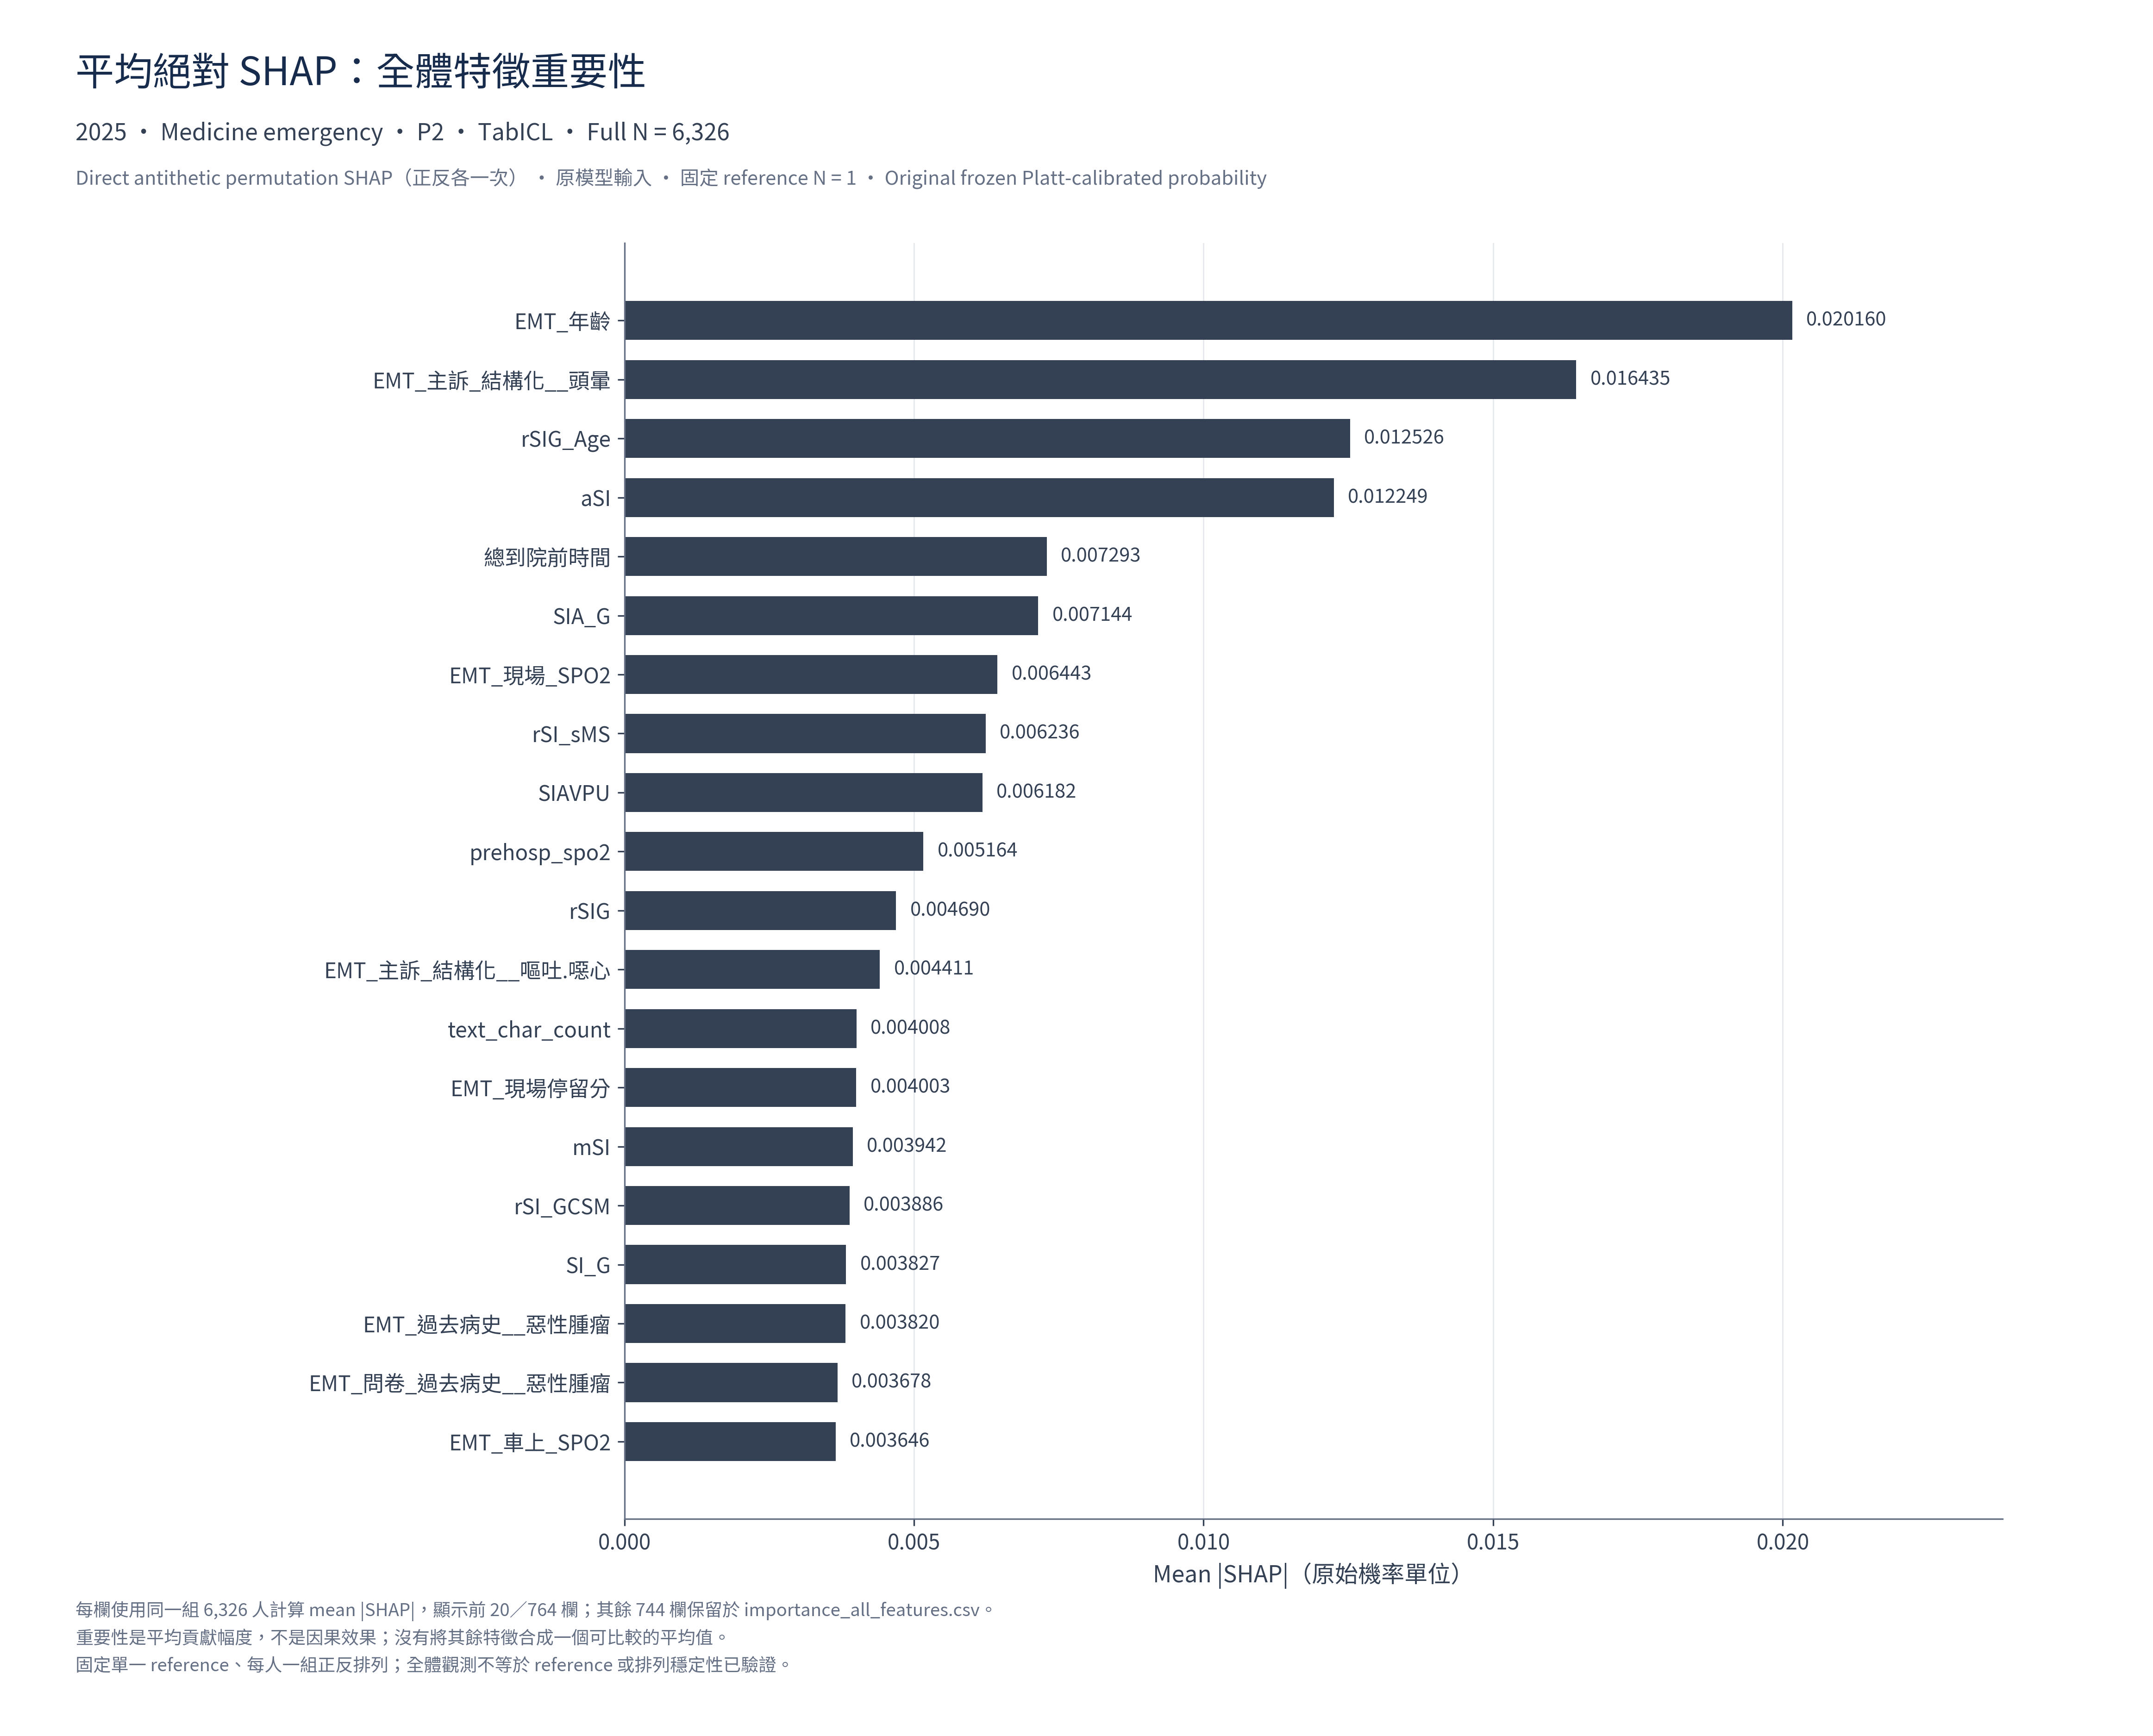 平均絕對 SHAP：全體特徵重要性
2025 • Medicine emergency • P2 • TabICL • Full N = 6,326
Direct antithetic permutation SHAP（正反各一次） • 原模型輸入 • 固定 reference N = 1 • Original frozen Platt-calibrated probability
EMT_年齡 0.020160
EMT_主訴_結構化__頭暈 0.016435
rSIG_Age 0.012526
aSI 0.012249
總到院前時間 0.007293
SIA_G 0.007144
EMT_現場_SPO2 0.006443
rSI_sMS 0.006236
SIAVPU 0.006182
prehosp_spo2 0.005164
rSIG 0.004690
EMT_主訴_結構化__嘔吐.噁心 0.004411
text_char_count 0.004008
EMT_現場停留分 0.004003
mSI 0.003942
rSI_GCSM 0.003886
SI_G 0.003827
EMT_過去病史__惡性腫瘤 0.003820
EMT_問卷_過去病史__惡性腫瘤 0.003678
EMT_車上_SPO2 0.003646
0.000 0.005 0.010 0.015 0.020
Mean |SHAP|（原始機率單位）
每欄使用同一組 6,326 人計算 mean |SHAP|，顯示前 20／764 欄；其餘 744 欄保留於 importance_all_features.csv。
重要性是平均貢獻幅度，不是因果效果；沒有將其餘特徵合成一個可比較的平均值。
固定單一 reference、每人一組正反排列；全體觀測不等於 reference 或排列穩定性已驗證。